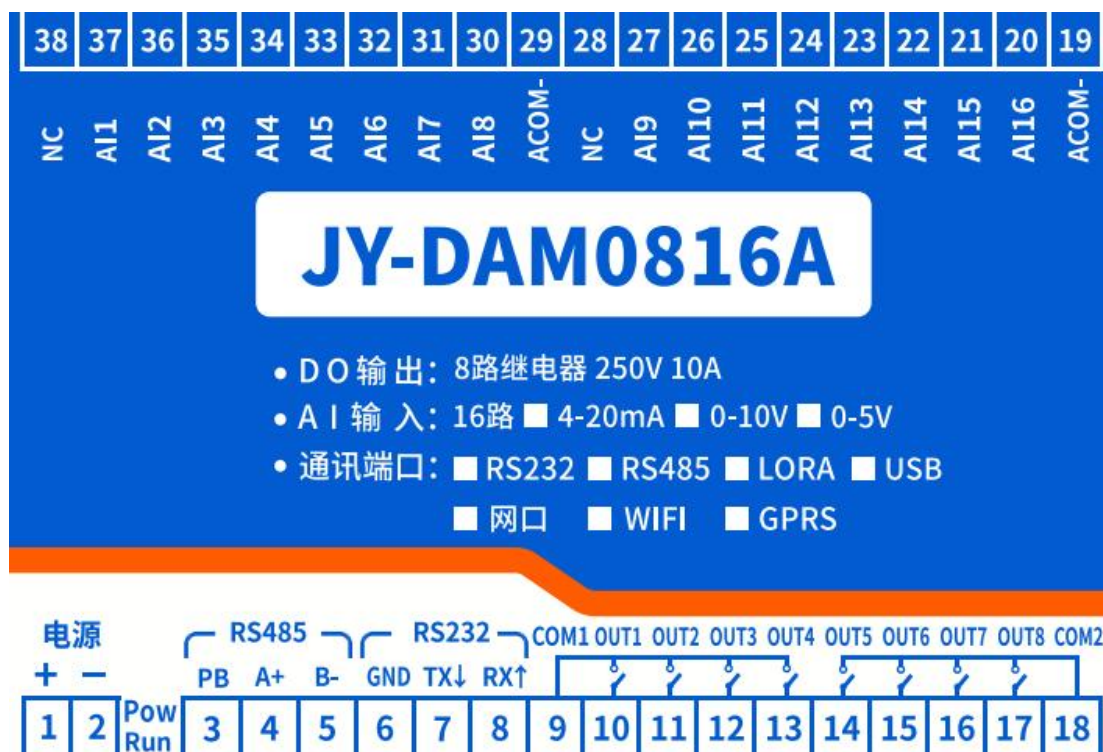 38 37 36 35 34 33 32 31 30 29 28 27 26 25 24 23 22 21 20 19
NC AI1 AI2 AI3 AI4 AI5 AI6 AI7 AI8 ACOM- NC AI9 AI10 AI11 AI12 AI13 AI14 AI15 AI16 ACOM-
JY-DAM0816A
• DO输出：8路继电器 250V 10A
• AI输入：16路 ■ 4-20mA ■ 0-10V ■ 0-5V
• 通讯端口：■ RS232 ■ RS485 ■ LORA ■ USB
■ 网口 ■ WIFI ■ GPRS
电源 RS485 RS232 COM1 OUT1 OUT2 OUT3 OUT4 OUT5 OUT6 OUT7 OUT8 COM2
+ − PB A+ B- GND TX↓ RX↑
1 2 Pow Run 3 4 5 6 7 8 9 10 11 12 13 14 15 16 17 18